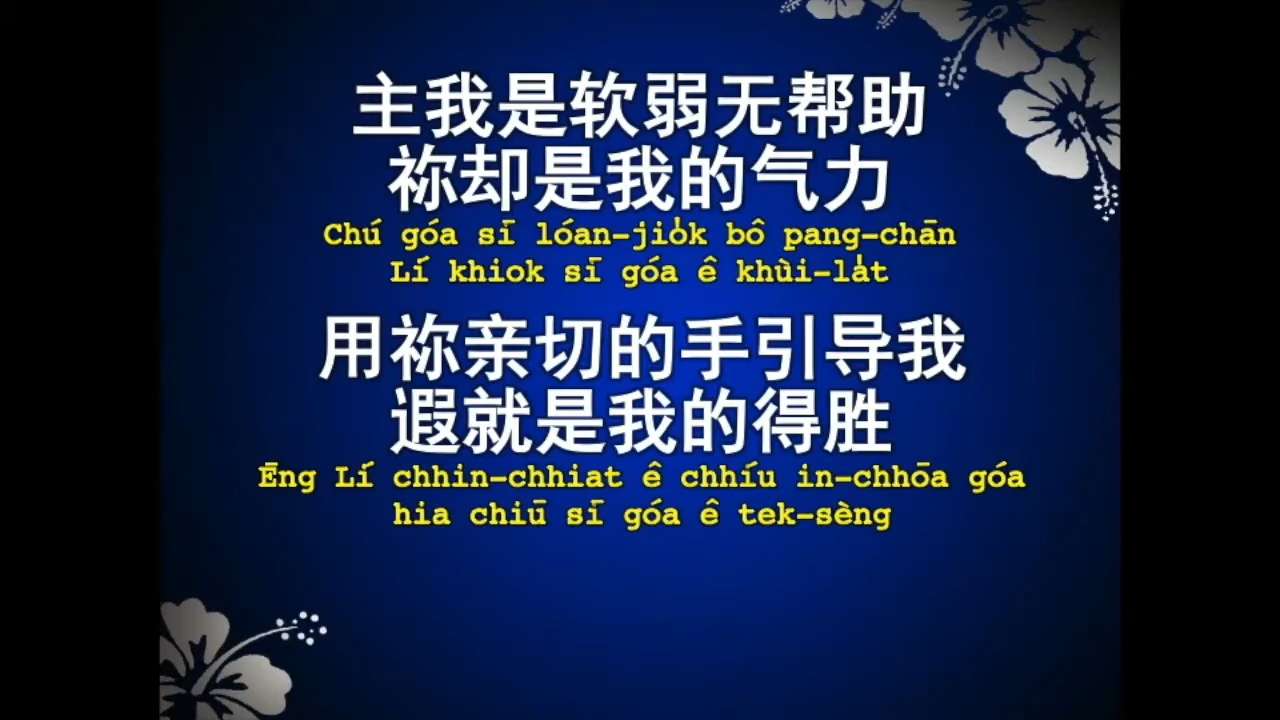 主我是软弱无帮助
祢却是我的气力
Chú góa sī lóan-jio̍k bô pang-chān
Lí khiok sī góa ê khùi-la̍t
用祢亲切的手引导我
遐就是我的得胜
Ēng Lí chhin-chhiat ê chhíu in-chhōa góa
hia chiū sī góa ê tek-sèng